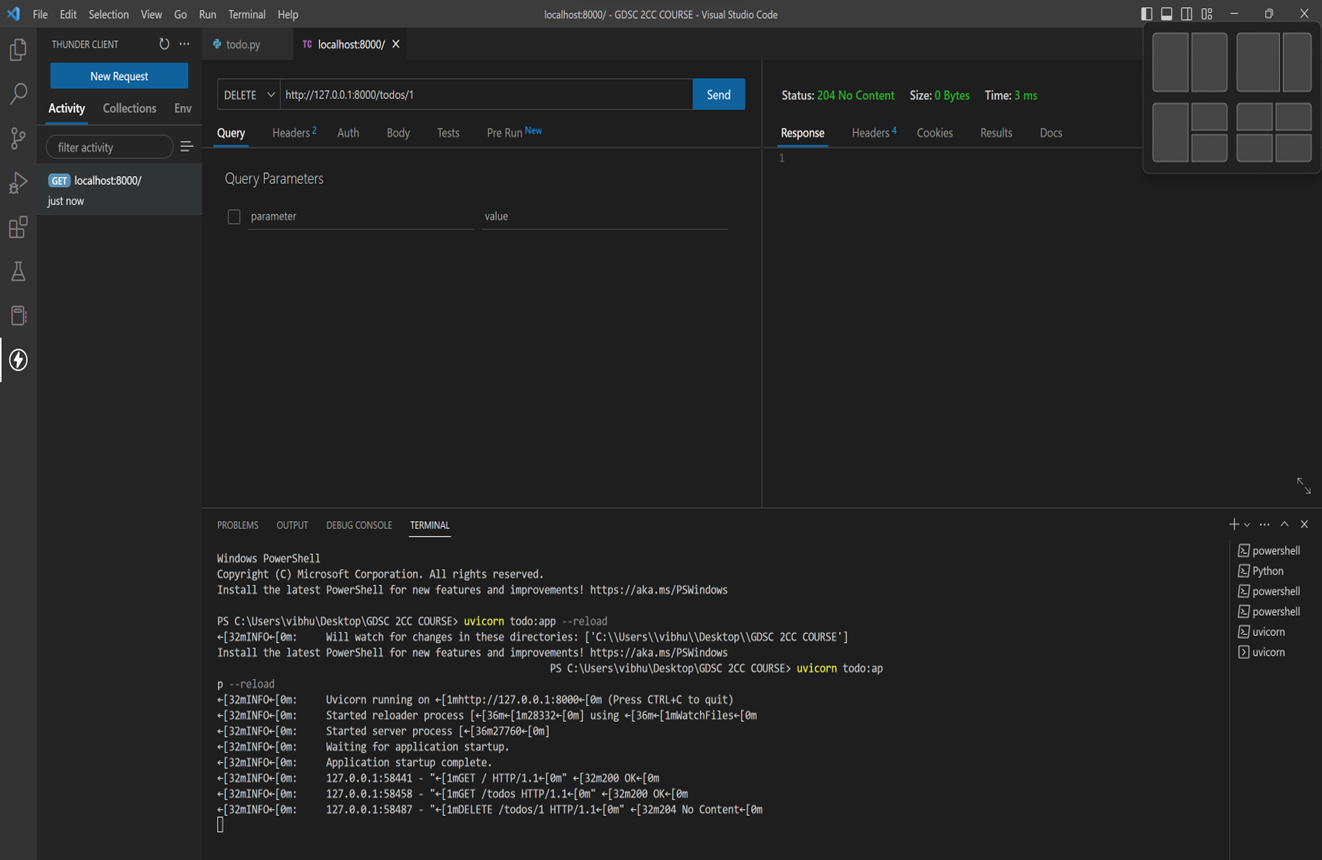 File Edit Selection View Go Run Terminal Help
localhost:8000/ - GDSC 2CC COURSE - Visual Studio Code
THUNDER CLIENT
New Request
Activity Collections Env
filter activity
GET localhost:8000/
just now
todo.py
TC localhost:8000/
DELETE http://127.0.0.1:8000/todos/1 Send
Query Headers 2 Auth Body Tests Pre Run New
Query Parameters
parameter value
Status: 204 No Content Size: 0 Bytes Time: 3 ms
Response Headers 4 Cookies Results Docs
1
PROBLEMS OUTPUT DEBUG CONSOLE TERMINAL
Windows PowerShell
Copyright (C) Microsoft Corporation. All rights reserved.
Install the latest PowerShell for new features and improvements! https://aka.ms/PSWindows
PS C:\Users\vibhu\Desktop\GDSC 2CC COURSE> uvicorn todo:app --reload
←[32mINFO←[0m: Will watch for changes in these directories: ['C:\\Users\\vibhu\\Desktop\\GDSC 2CC COURSE']
Install the latest PowerShell for new features and improvements! https://aka.ms/PSWindows
PS C:\Users\vibhu\Desktop\GDSC 2CC COURSE> uvicorn todo:ap
p --reload
←[32mINFO←[0m: Uvicorn running on ←[1mhttp://127.0.0.1:8000←[0m (Press CTRL+C to quit)
←[32mINFO←[0m: Started reloader process [←[36m←[1m28332←[0m] using ←[36m←[1mWatchFiles←[0m
←[32mINFO←[0m: Started server process [←[36m27760←[0m]
←[32mINFO←[0m: Waiting for application startup.
←[32mINFO←[0m: Application startup complete.
←[32mINFO←[0m: 127.0.0.1:58441 - "←[1mGET / HTTP/1.1←[0m" ←[32m200 OK←[0m
←[32mINFO←[0m: 127.0.0.1:58458 - "←[1mGET /todos HTTP/1.1←[0m" ←[32m200 OK←[0m
←[32mINFO←[0m: 127.0.0.1:58487 - "←[1mDELETE /todos/1 HTTP/1.1←[0m" ←[32m204 No Content←[0m
powershell
Python
powershell
powershell
uvicorn
uvicorn